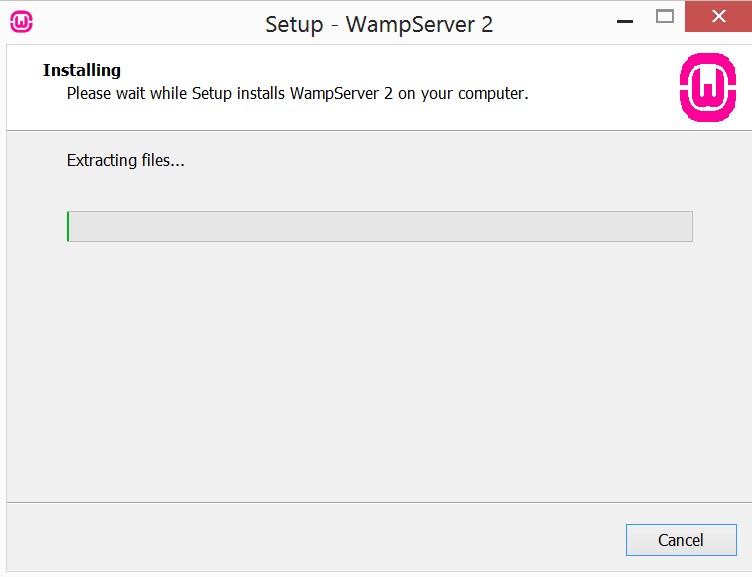 Setup - WampServer 2
Installing
Please wait while Setup installs WampServer 2 on your computer.
Extracting files...
Cancel